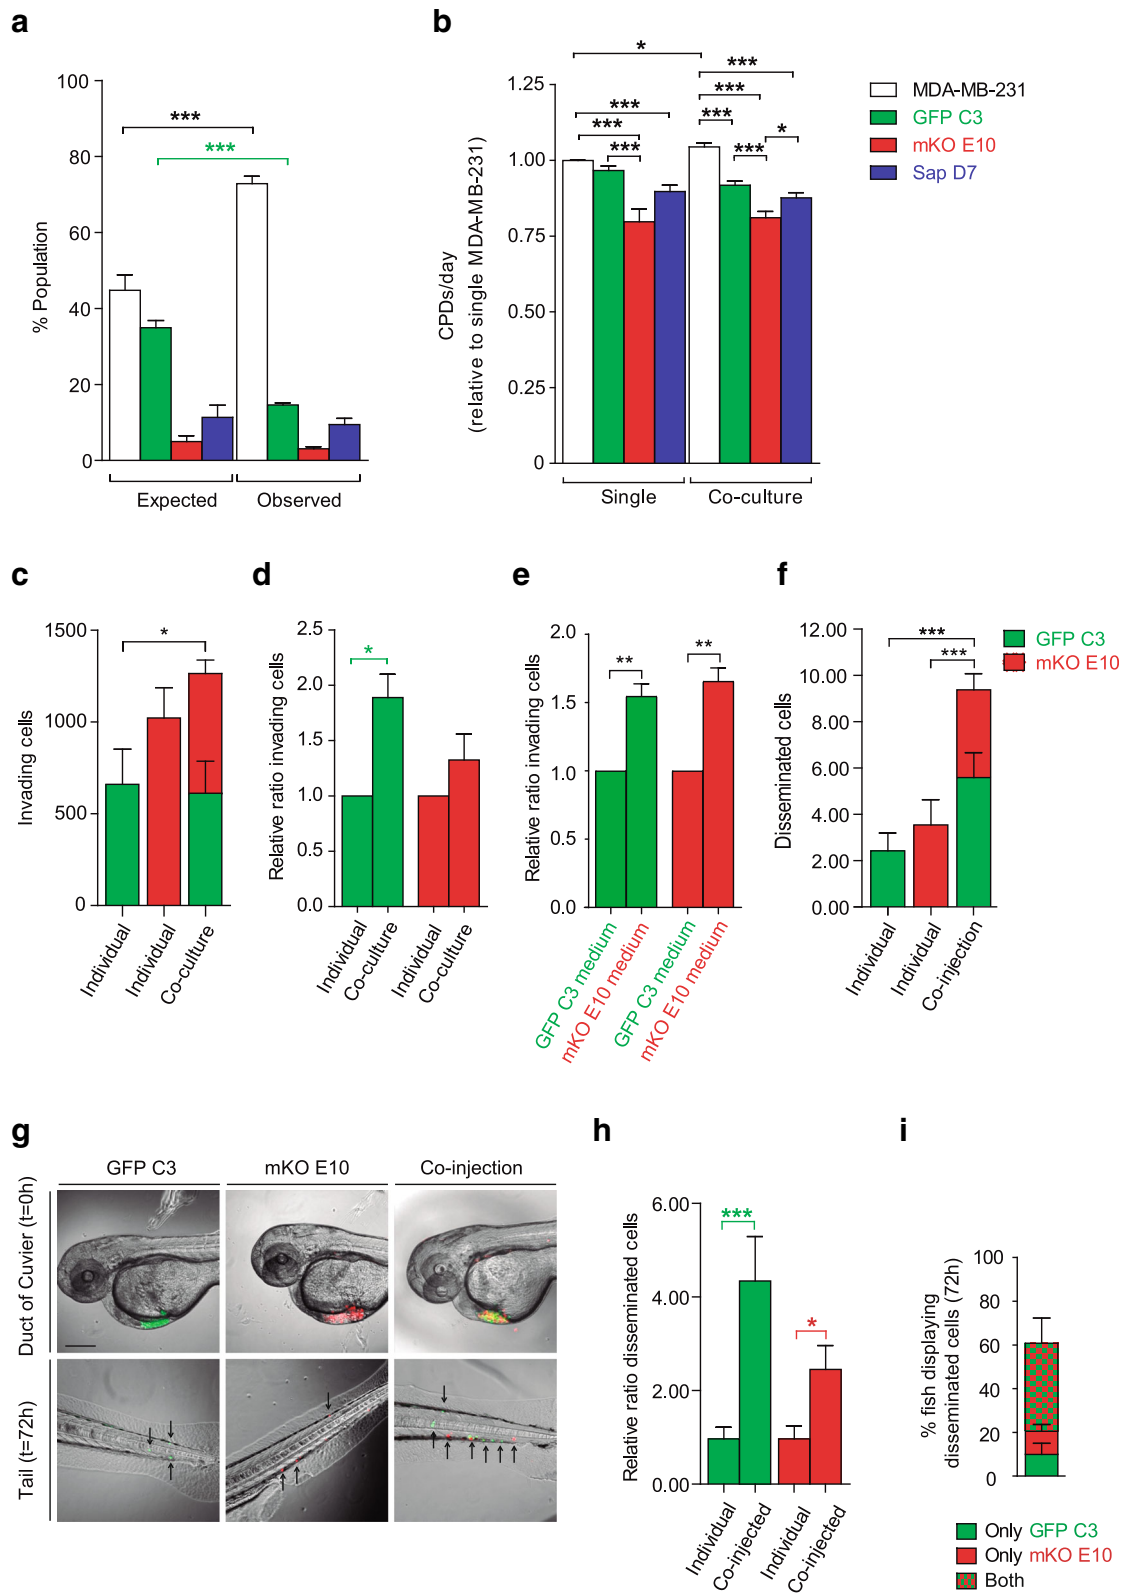 a
% Population
100
80
60
40
20
0
***
***
Expected
Observed
b
CPDs/day
(relative to single MDA-MB-231)
1.25
1.00
0.75
0.50
0.25
0
*
***
***
***
***
***
***
***
*
Single
Co-culture
MDA-MB-231
GFP C3
mKO E10
Sap D7
c
Invading cells
1500
1000
500
0
*
Individual
Individual
Co-culture
d
Relative ratio invading cells
2.5
2.0
1.5
1.0
0.5
0.0
*
Individual
Co-culture
Individual
Co-culture
e
Relative ratio invading cells
2.0
1.5
1.0
0.5
0.0
**
**
GFP C3 medium
mKO E10 medium
GFP C3 medium
mKO E10 medium
f
Disseminated cells
12.00
10.00
8.00
6.00
4.00
2.00
0.00
***
***
Individual
Individual
Co-injection
GFP C3
mKO E10
g
GFP C3
mKO E10
Co-injection
Duct of Cuvier (t=0h)
Tail (t=72h)
h
Relative ratio disseminated cells
6.00
4.00
2.00
0.00
***
*
Individual
Co-injected
Individual
Co-injected
i
% fish displaying
disseminated cells (72h)
100
80
60
40
20
0
Only GFP C3
Only mKO E10
Both